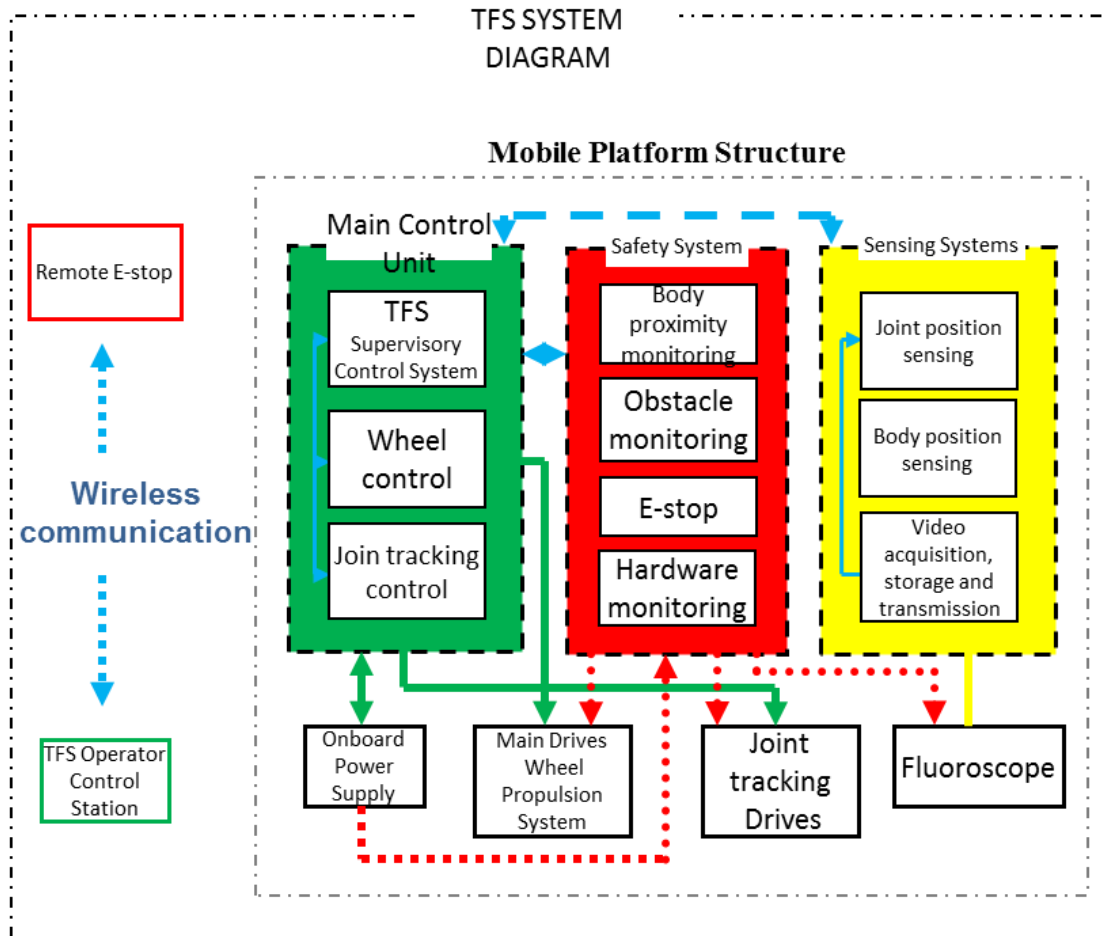 TFS SYSTEM
DIAGRAM
Mobile Platform Structure
Remote E-stop
Wireless
communication
TFS Operator
Control
Station
Main Control
Unit
TFS
Supervisory
Control System
Wheel
control
Join tracking
control
Safety System
Body
proximity
monitoring
Obstacle
monitoring
E-stop
Hardware
monitoring
Sensing Systems
Joint position
sensing
Body position
sensing
Video
acquisition,
storage and
transmission
Onboard
Power
Supply
Main Drives
Wheel
Propulsion
System
Joint
tracking
Drives
Fluoroscope